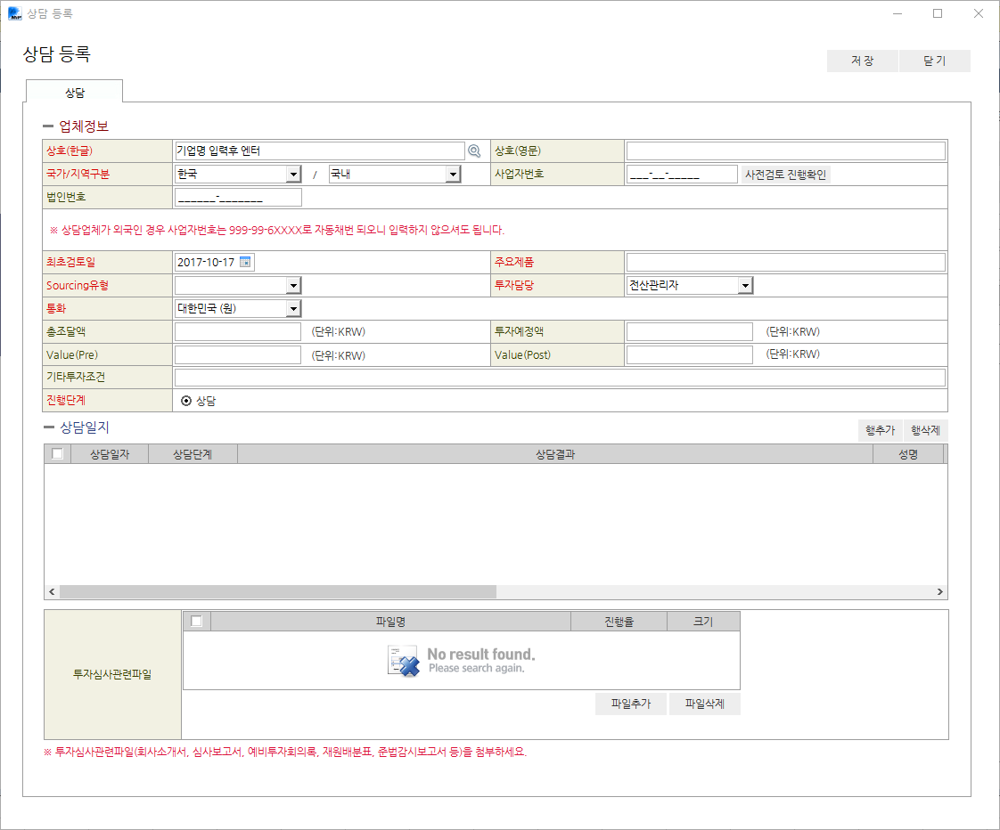 상담 등록
상담 등록
저 장 닫 기
상담
업체정보
상호(한글) 기업명 입력후 엔터 상호(영문)
국가/지역구분 한국 / 국내 사업자번호 ___-__-_____ 사전검토 진행확인
법인번호 ______-_______
※ 상담업체가 외국인 경우 사업자번호는 999-99-6XXXX로 자동채번 되오니 입력하지 않으셔도 됩니다.
최초검토일 2017-10-17 주요제품
Sourcing유형 투자담당 전산관리자
통화 대한민국 (원)
총조달액 (단위:KRW) 투자예정액 (단위:KRW)
Value(Pre) (단위:KRW) Value(Post) (단위:KRW)
기타투자조건
진행단계 상담
상담일지 행추가 행삭제
상담일자 상담단계 상담결과 성명
파일명 진행율 크기
No result found.
Please search again.
투자심사관련파일
파일추가 파일삭제
※ 투자심사관련파일(회사소개서, 심사보고서, 예비투자회의록, 재원배분표, 준법감시보고서 등)을 첨부하세요.